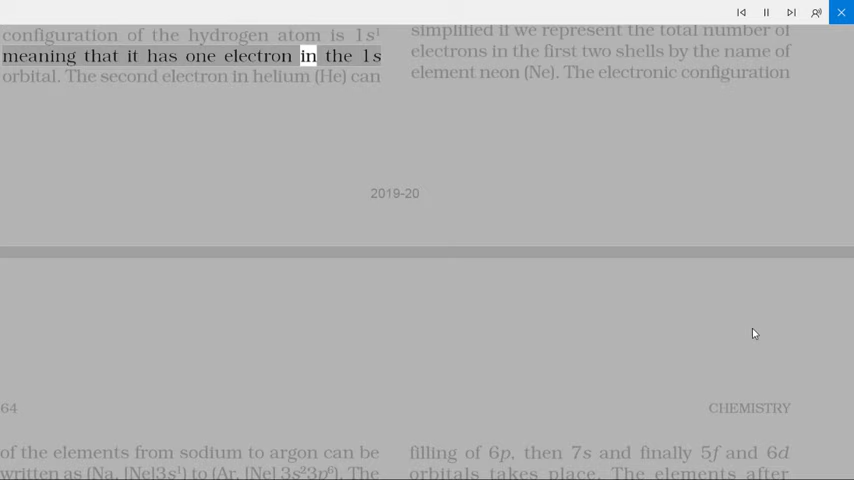 configuration of the hydrogen atom is 1s¹
meaning that it has one electron in the 1s
orbital. The second electron in helium (He) can
simplified if we represent the total number of
electrons in the first two shells by the name of
element neon (Ne). The electronic configuration
2019-20
64
CHEMISTRY
of the elements from sodium to argon can be
written as (Na, [Ne]3s¹) to (Ar, [Ne] 3s²3p⁶). The
filling of 6p, then 7s and finally 5f and 6d
orbitals takes place. The elements after